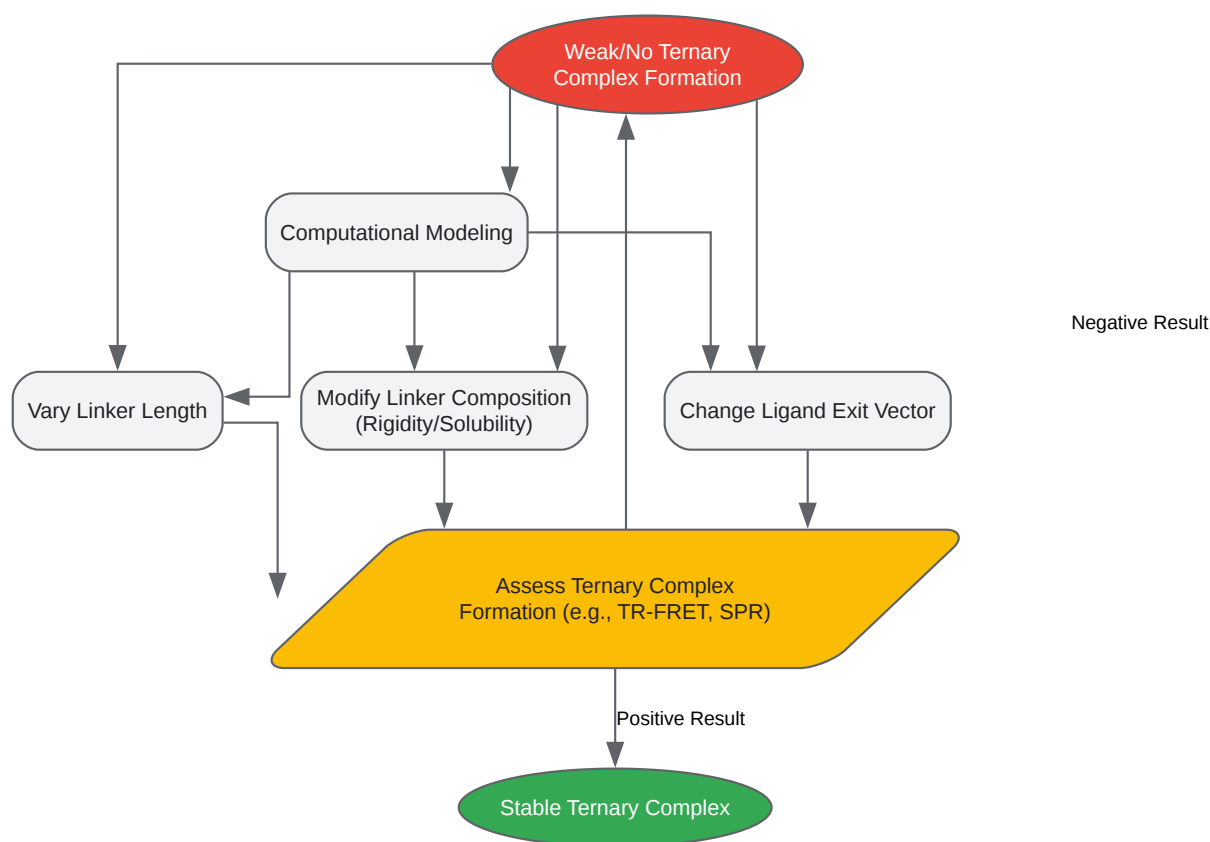 Weak/No Ternary
Complex Formation
Computational Modeling
Negative Result
Vary Linker Length
Modify Linker Composition
(Rigidity/Solubility)
Change Ligand Exit Vector
Assess Ternary Complex
Formation (e.g., TR-FRET, SPR)
Positive Result
Stable Ternary Complex